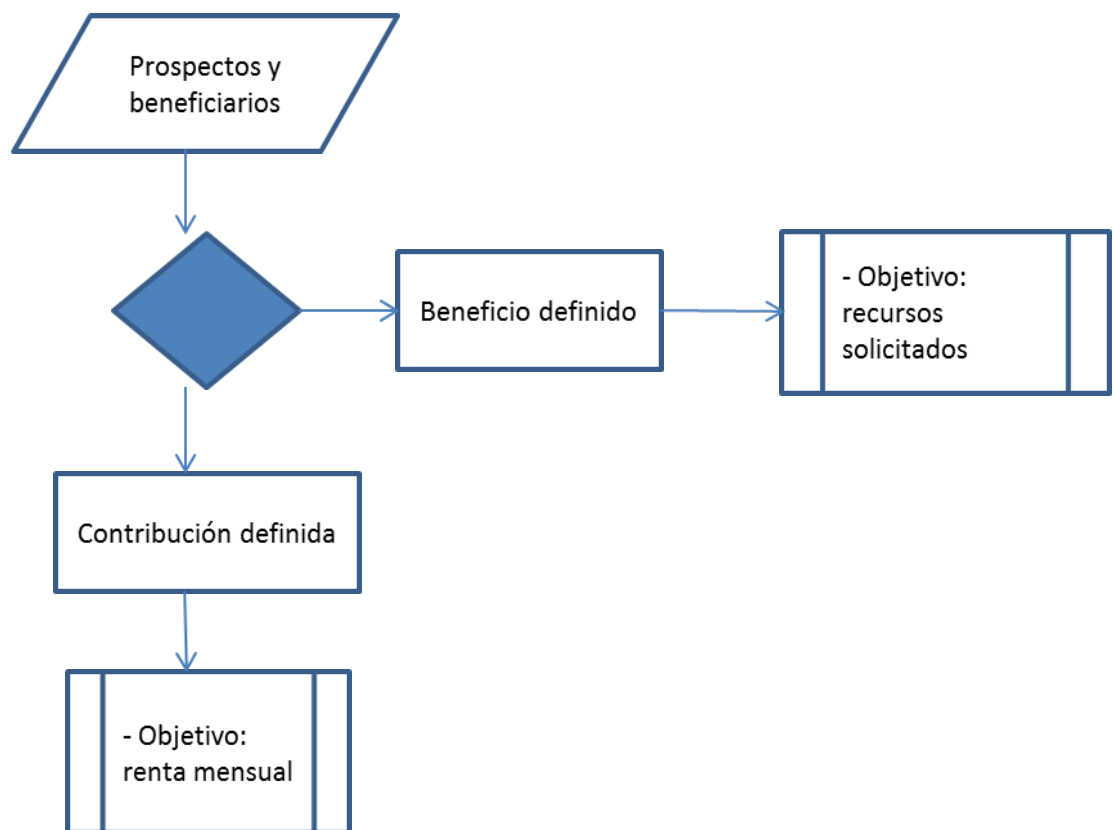 Prospectos y
beneficiarios
Beneficio definido
- Objetivo:
recursos
solicitados
Contribución definida
- Objetivo:
renta mensual